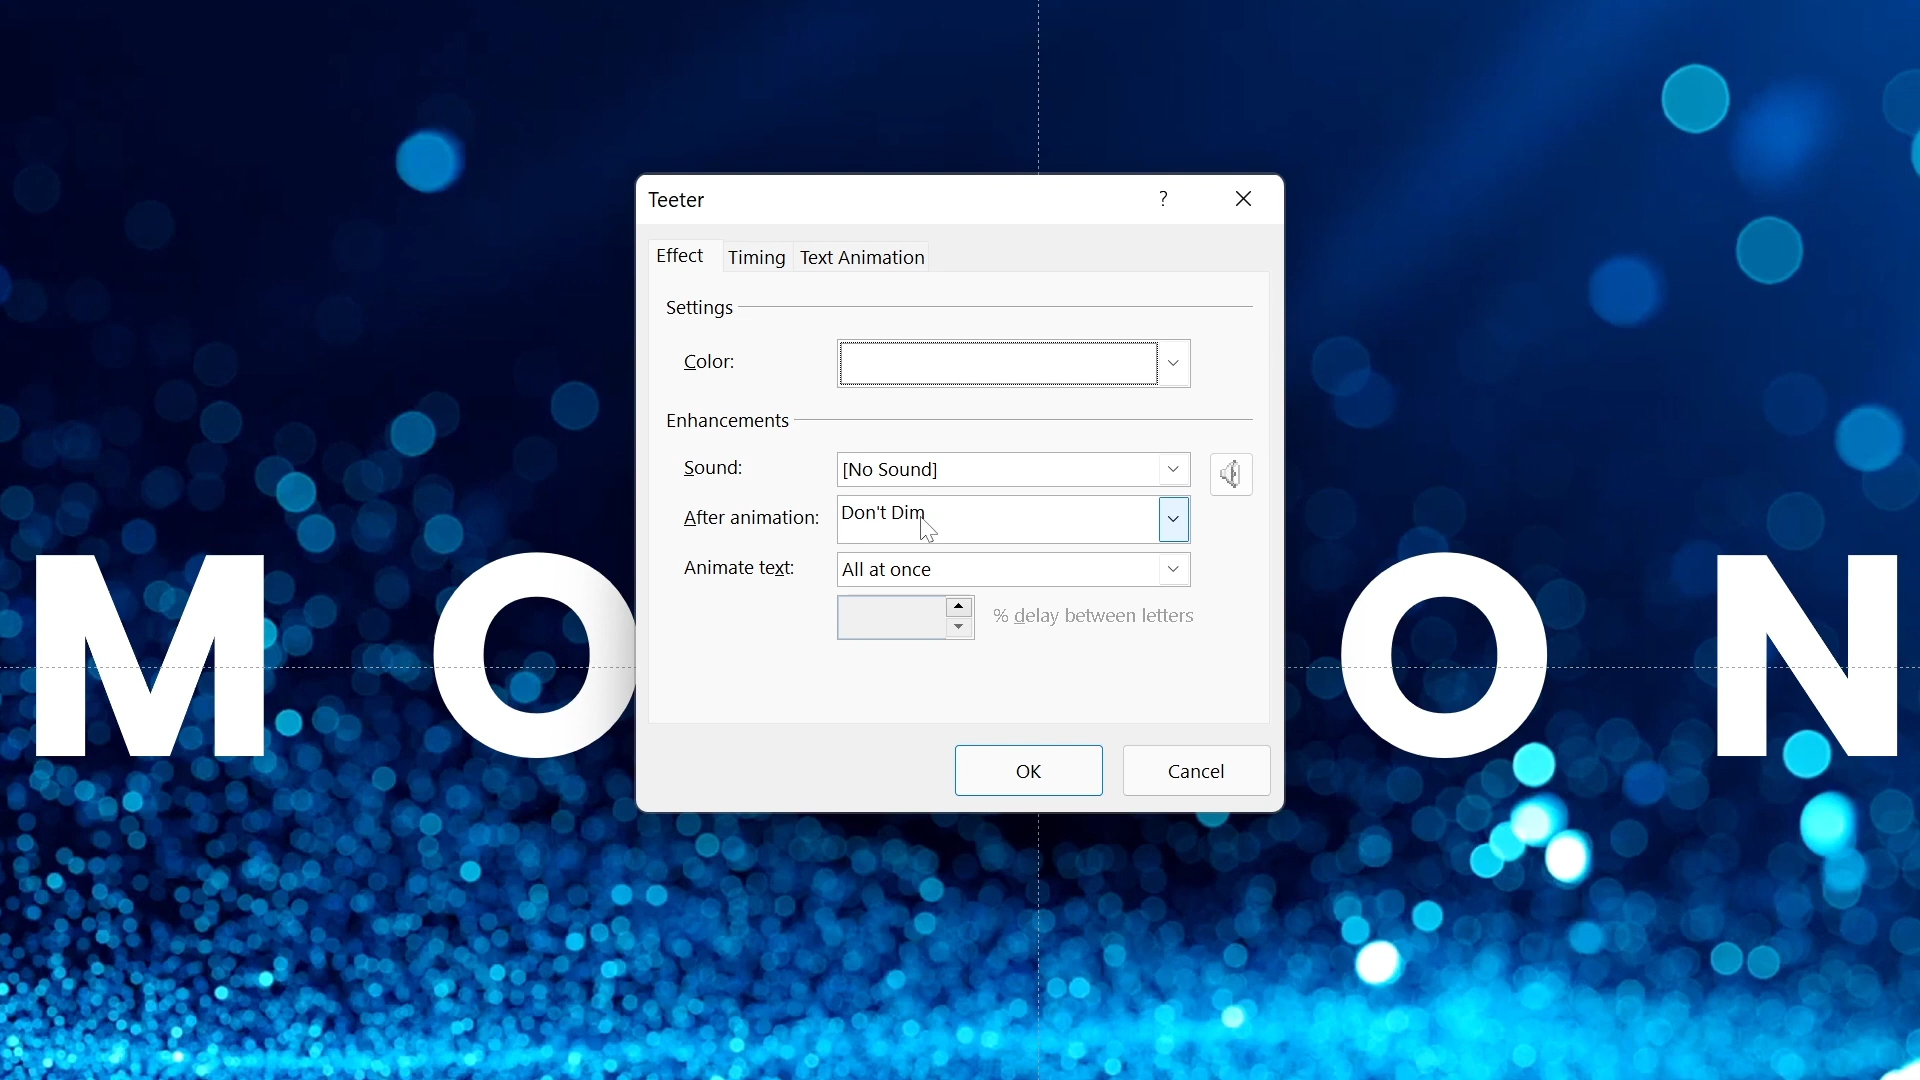 Teeter
?
Effect Timing Text Animation
Settings
Color:
Enhancements
Sound: [No Sound]
After animation: Don't Dim
Animate text: All at once
% delay between letters
M O O N
OK Cancel